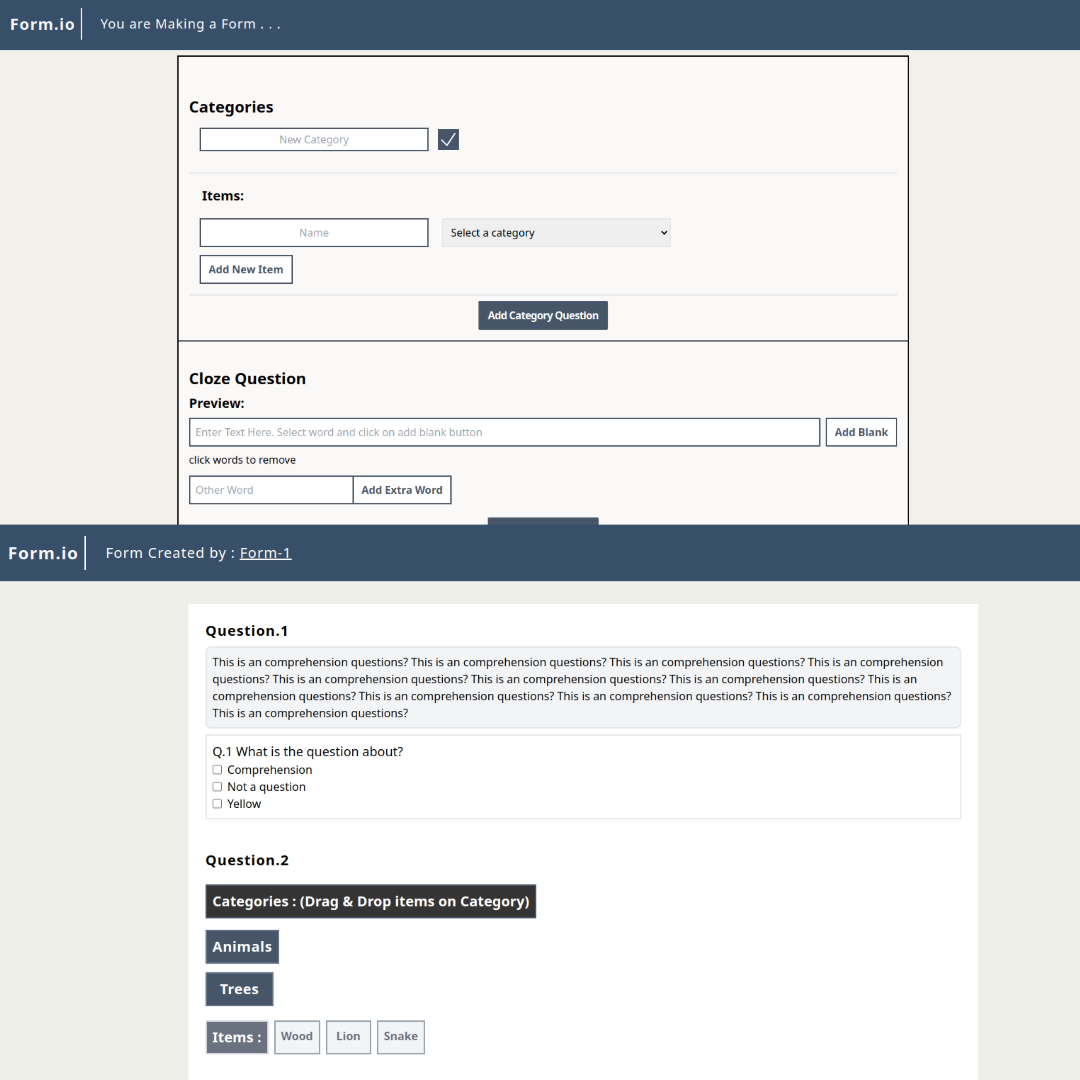 Form.io
You are Making a Form . . .
Categories
New Category
Items:
Name
Select a category
Add New Item
Add Category Question
Cloze Question
Preview:
Enter Text Here. Select word and click on add blank button
Add Blank
click words to remove
Other Word
Add Extra Word
Form.io
Form Created by : Form-1
Question.1
This is an comprehension questions? This is an comprehension questions? This is an comprehension questions? This is an comprehension
questions? This is an comprehension questions? This is an comprehension questions? This is an comprehension questions? This is an
comprehension questions? This is an comprehension questions? This is an comprehension questions? This is an comprehension questions?
This is an comprehension questions?
Q.1 What is the question about?
Comprehension
Not a question
Yellow
Question.2
Categories : (Drag & Drop items on Category)
Animals
Trees
Items :
Wood
Lion
Snake